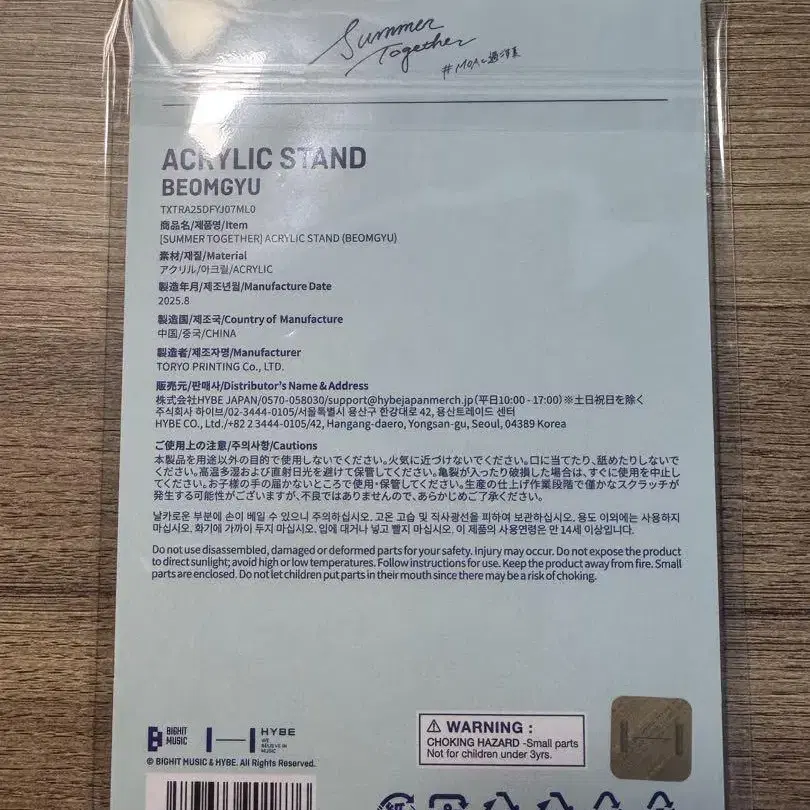 Summer
Together
ACRYLIC STAND
BEOMGYU
TXTRA25DFYJ07ML0
商品名/제품명/Item
[SUMMER TOGETHER] ACRYLIC STAND (BEOMGYU)
素材/재질/Material
アクリル/아크릴/ACRYLIC
製造年月/제조년월/Manufacture Date
2025.8
製造国/제조국/Country of Manufacture
中国/중국/CHINA
製造者/제조자명/Manufacturer
TORYO PRINTING Co., LTD.
販売元/판매사/Distributor's Name & Address
株式会社HYBE JAPAN/0570-058030/support@hybejapanmerch.jp(平日10:00 - 17:00)※土日祝日を除く
주식회사 하이브/02-3444-0105/서울특별시 용산구 한강대로 42, 용산트레이드 센터
HYBE CO., Ltd./+82 2 3444-0105/42, Hangang-daero, Yongsan-gu, Seoul, 04389 Korea
ご使用上の注意/주의사항/Cautions
本製品を用途以外の目的で使用しないでください。火気に近づけないでください。口に当てたり、舐めたりしないで
ください。高温多湿および直射日光を避けて保管してください。亀裂が入ったり破損した場合は、すぐに使用を中止し
てください。お子様の手の届かないところで使用・保管してください。生産の仕上げ作業段階で僅かなスクラッチが
発生する可能性がございますが、不良ではありませんので、あらかじめご了承ください。
날카로운 부분에 손이 베일 수 있으니 주의하십시오. 고온 고습 및 직사광선을 피하여 보관하십시오. 용도 이외에는 사용하지
마십시오. 화기에 가까이 두지 마십시오. 입에 대거나 넣고 빨지 마십시오. 이 제품의 사용연령은 만 14세 이상입니다.
Do not use disassembled, damaged or deformed parts for your safety. Injury may occur. Do not expose the product
to direct sunlight; avoid high or low temperatures. Follow instructions for use. Keep the product away from fire. Small
parts are enclosed. Do not let children put parts in their mouth since there may be a risk of choking.
BIGHIT
MUSIC
HYBE
WE
BELIEVE IN
MUSIC
© BIGHIT MUSIC & HYBE. All Rights Reserved.
WARNING :
CHOKING HAZARD -Small parts
Not for children under 3yrs.